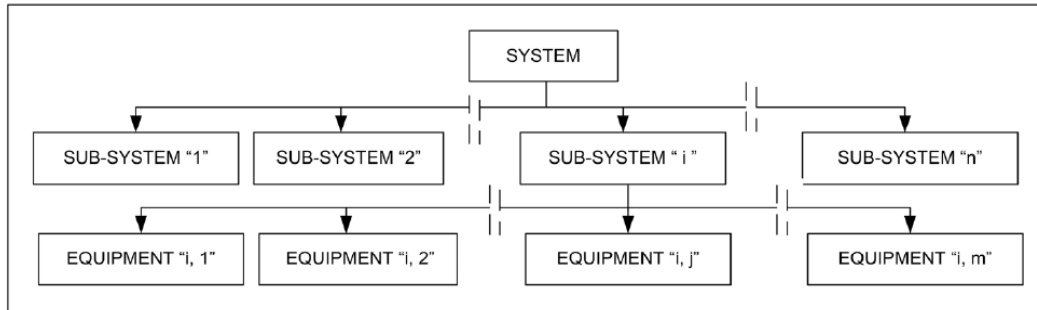 SYSTEM
SUB-SYSTEM “1”
SUB-SYSTEM “2”
SUB-SYSTEM “ i ”
SUB-SYSTEM “n”
EQUIPMENT “i, 1”
EQUIPMENT “i, 2”
EQUIPMENT “i, j”
EQUIPMENT “i, m”